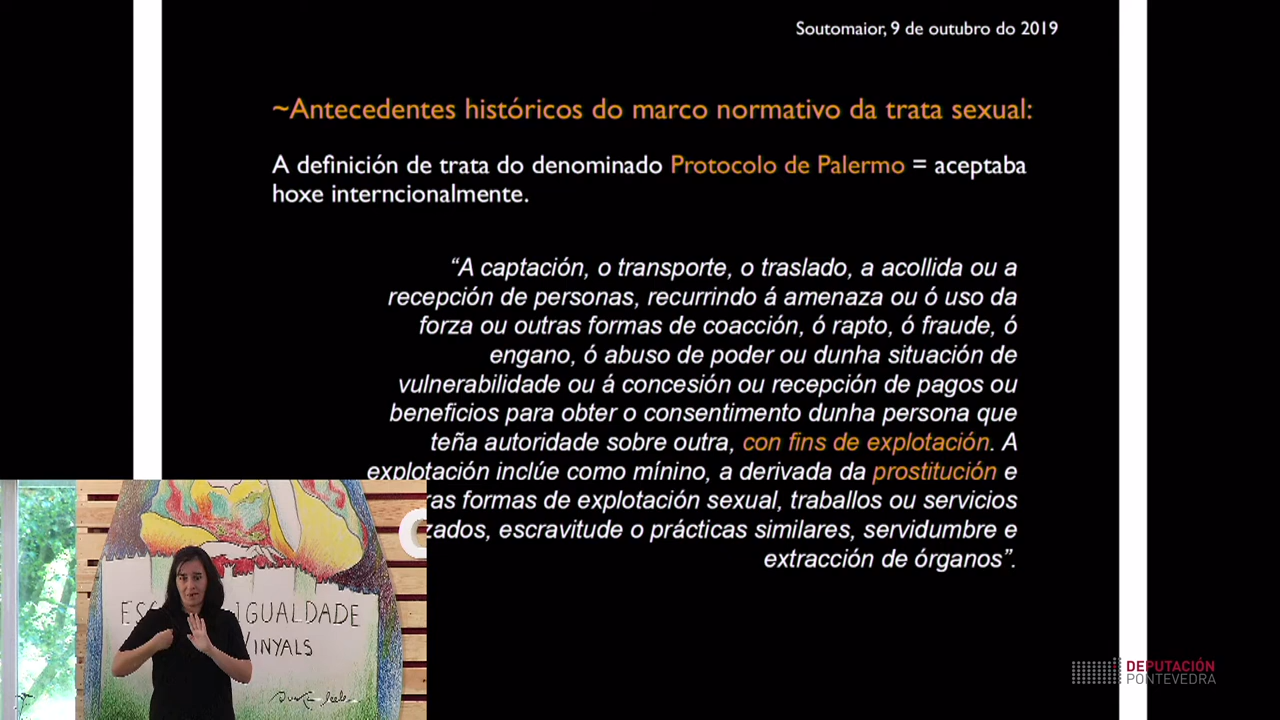 Soutomaior, 9 de outubro do 2019
~Antecedentes históricos do marco normativo da trata sexual:
A definición de trata do denominado Protocolo de Palermo = aceptaba
hoxe interncionalmente.
“A captación, o transporte, o traslado, a acollida ou a
recepción de personas, recurrindo á amenaza ou ó uso da
forza ou outras formas de coacción, ó rapto, ó fraude, ó
engano, ó abuso de poder ou dunha situación de
vulnerabilidade ou á concesión ou recepción de pagos ou
beneficios para obter o consentimento dunha persona que
teña autoridade sobre outra, con fins de explotación. A
explotación inclúe como mínino, a derivada da prostitución e
formas de explotación sexual, traballos ou servicios
escravitude o prácticas similares, servidumbre e
extracción de órganos”.
IGUALDADE
VINYALS
DEPUTACIÓN
PONTEVEDRA